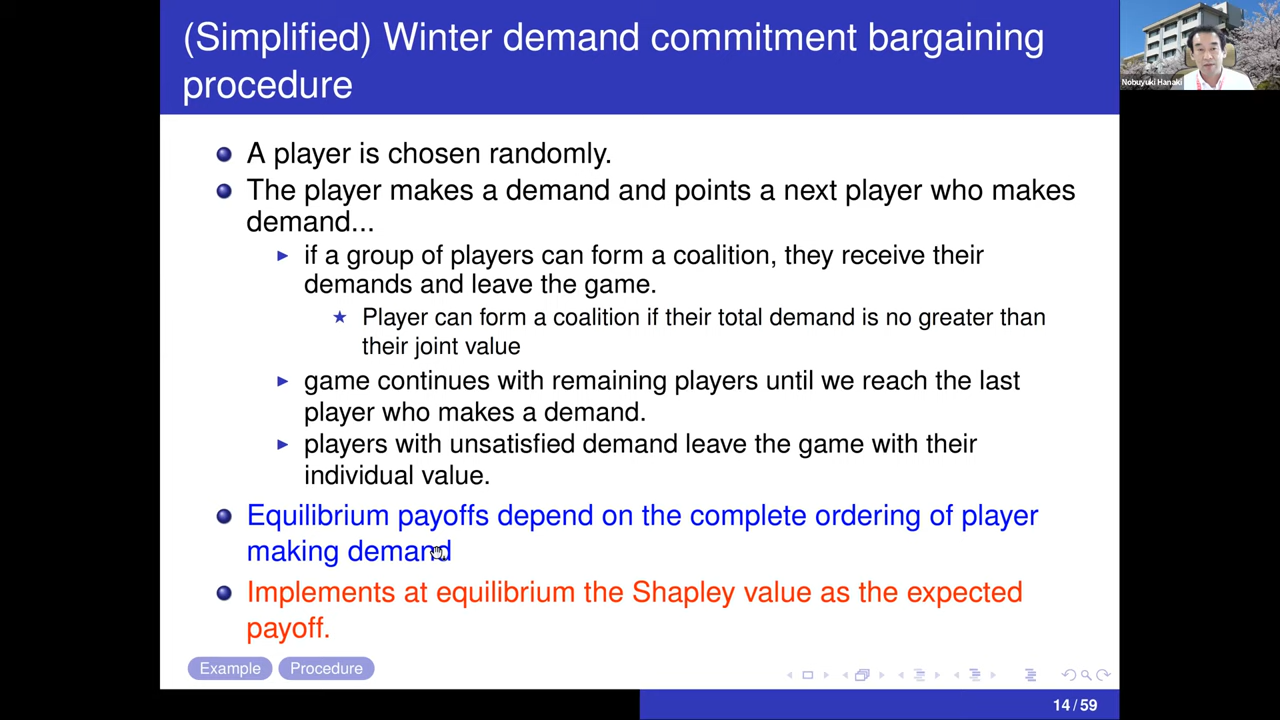 (Simplified) Winter demand commitment bargaining
procedure
Nobuyuki Hanaki
A player is chosen randomly.
The player makes a demand and points a next player who makes
demand...
if a group of players can form a coalition, they receive their
demands and leave the game.
Player can form a coalition if their total demand is no greater than
their joint value
game continues with remaining players until we reach the last
player who makes a demand.
players with unsatisfied demand leave the game with their
individual value.
Equilibrium payoffs depend on the complete ordering of player
making demand
Implements at equilibrium the Shapley value as the expected
payoff.
Example Procedure
14 / 59